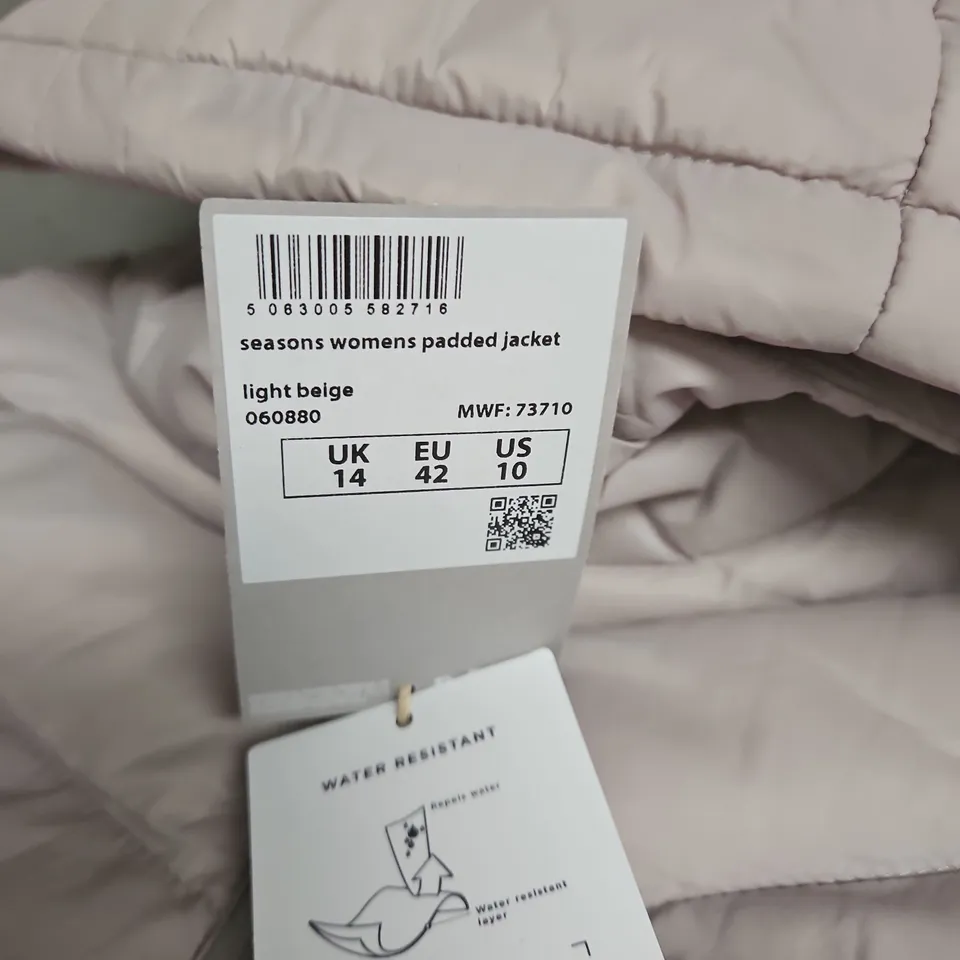 5 063005 582716
seasons womens padded jacket
light beige
060880 MWF: 73710
UK EU US
14 42 10
WATER RESISTANT
Repels water
Water resistant
layer